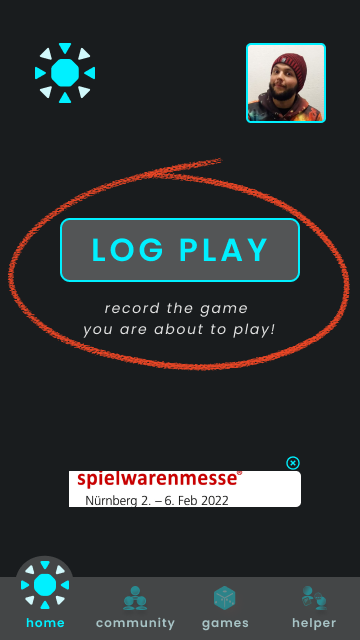 LOG PLAY
record the game
you are about to play!
spielwarenmesse®
Nürnberg 2. – 6. Feb 2022
home
community
games
helper